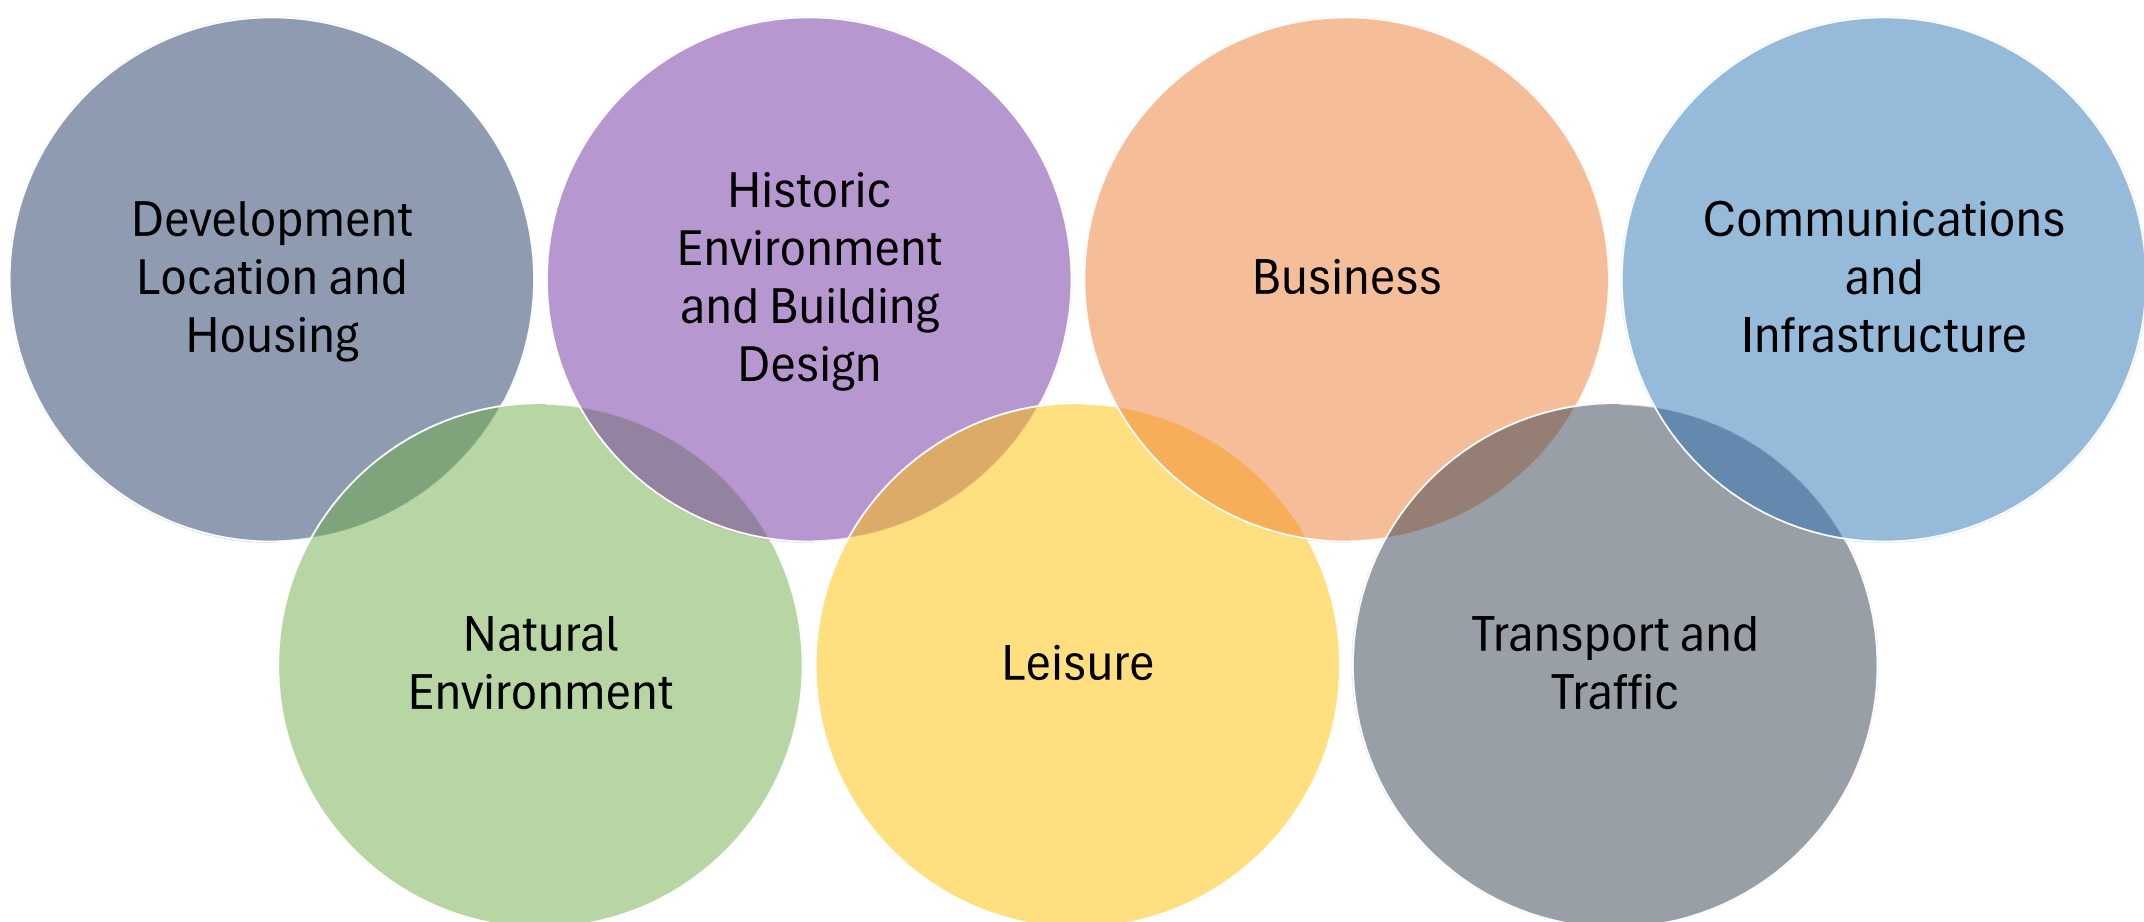 Development
Location and
Housing
Historic
Environment
and Building
Design
Business
Communications
and
Infrastructure
Natural
Environment
Leisure
Transport and
Traffic